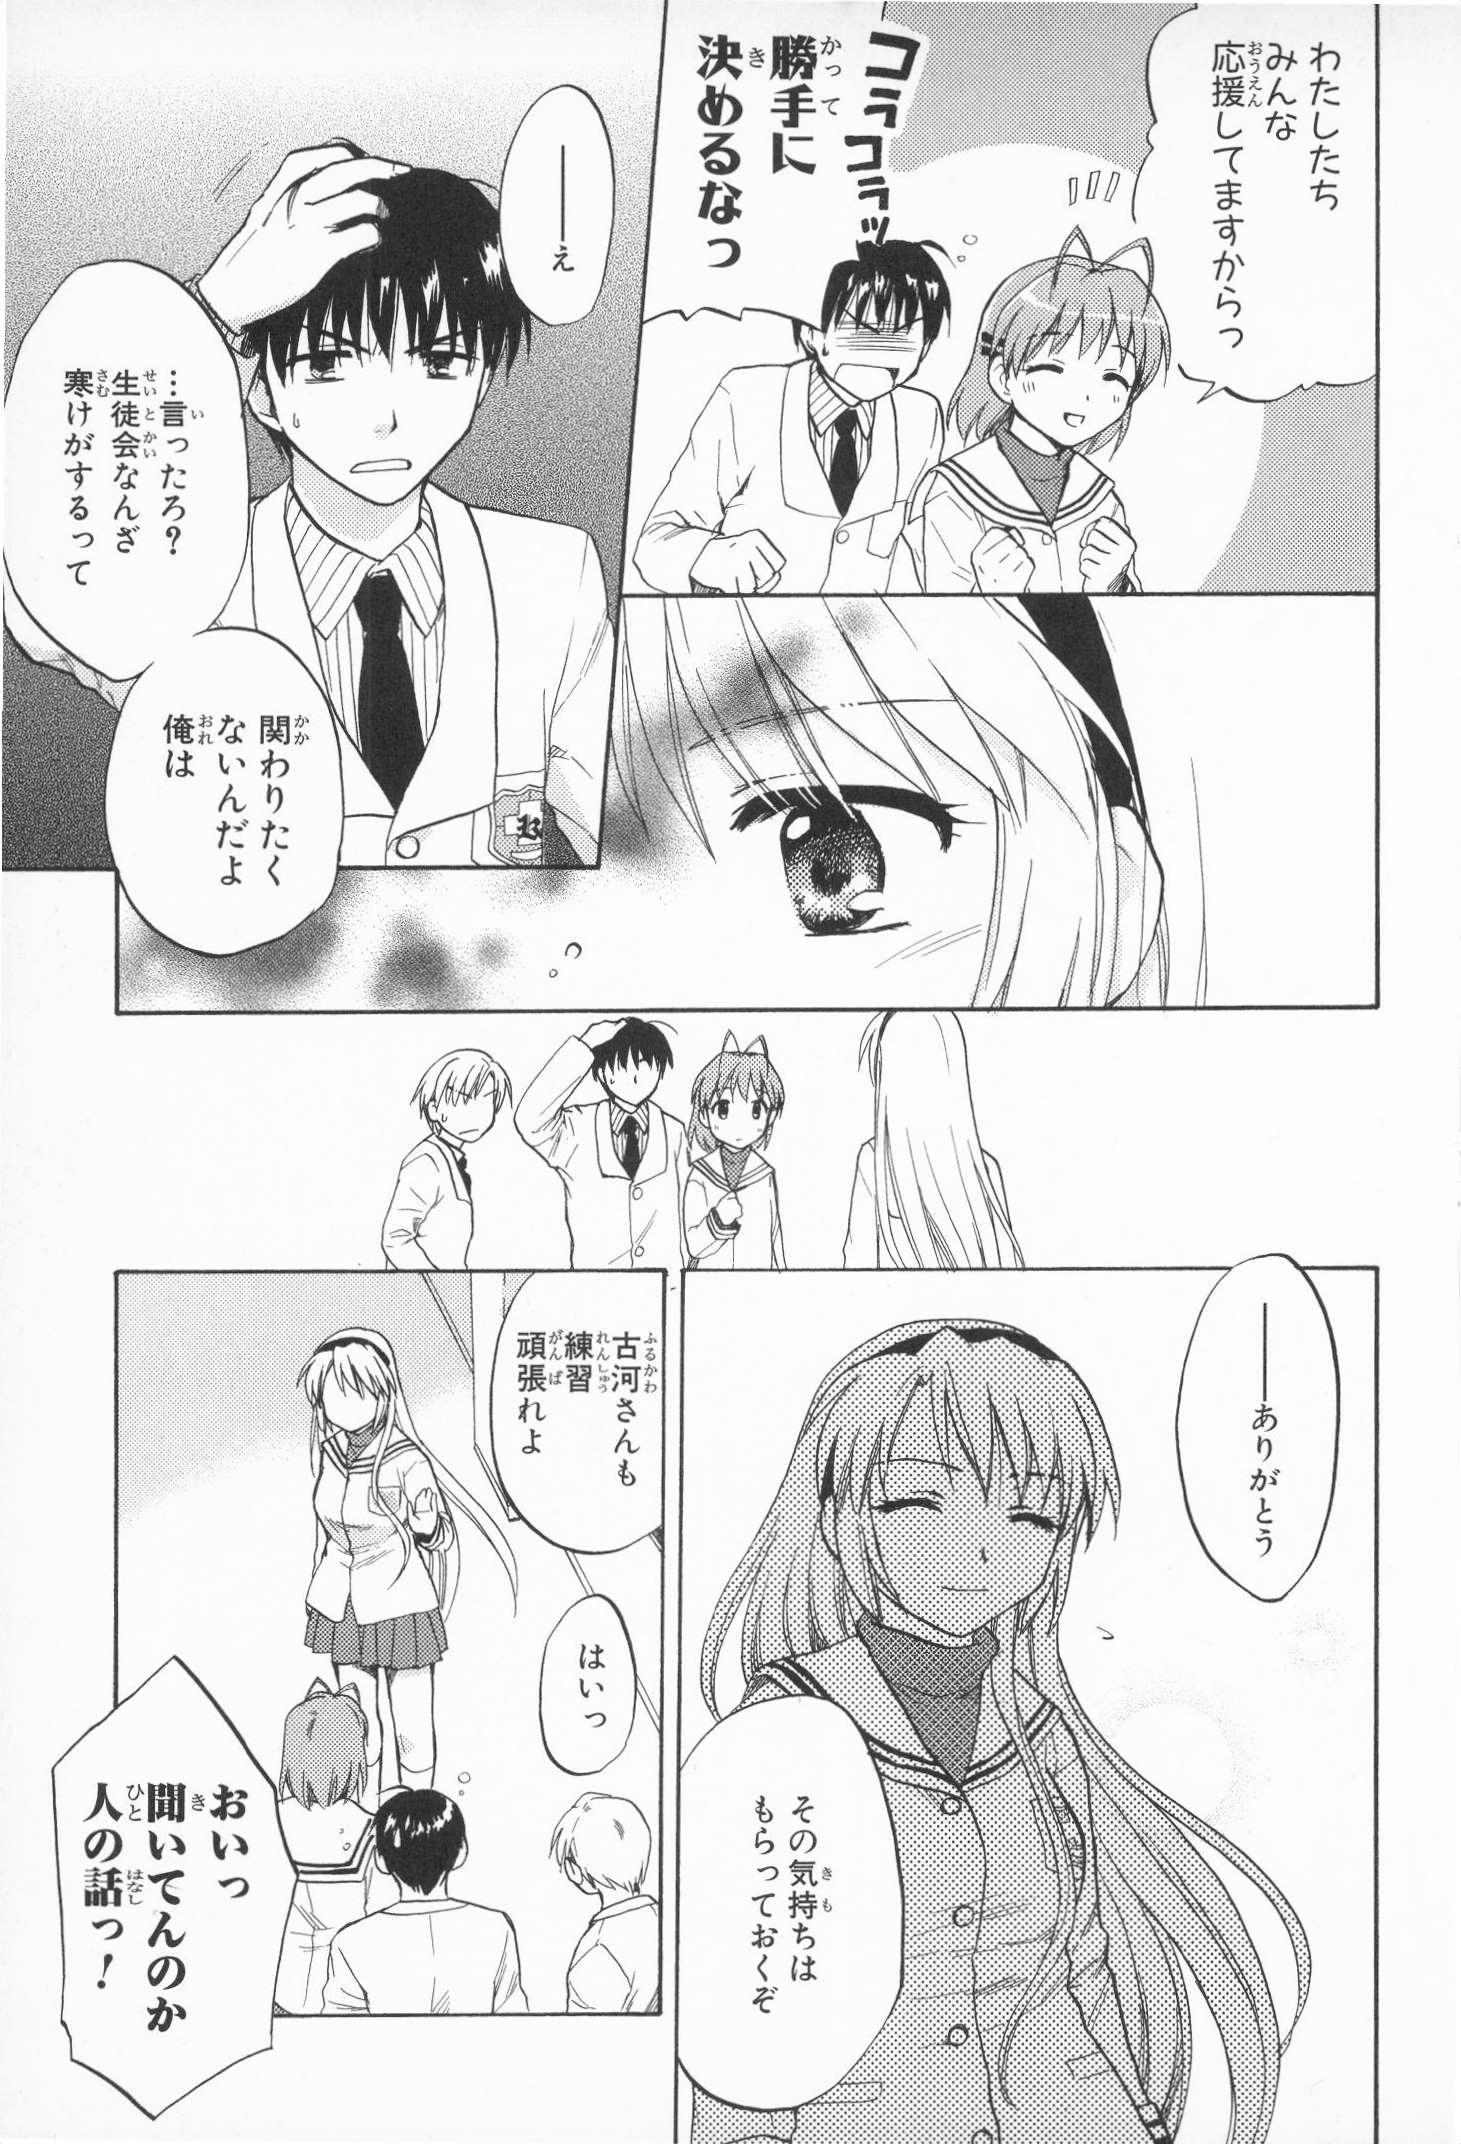 わたしたち
みんな
応援してますからっ
コラコラッ
勝手に
決めるなっ
――え
…言ったろ?
生徒会なんざ
寒けがするって
関わりたく
ないんだよ
俺は
――ありがとう
その気持ちは
もらっておくぞ
古河さんも
練習
頑張れよ
はいっ
おいっ
聞いてんのか
人の話っ!